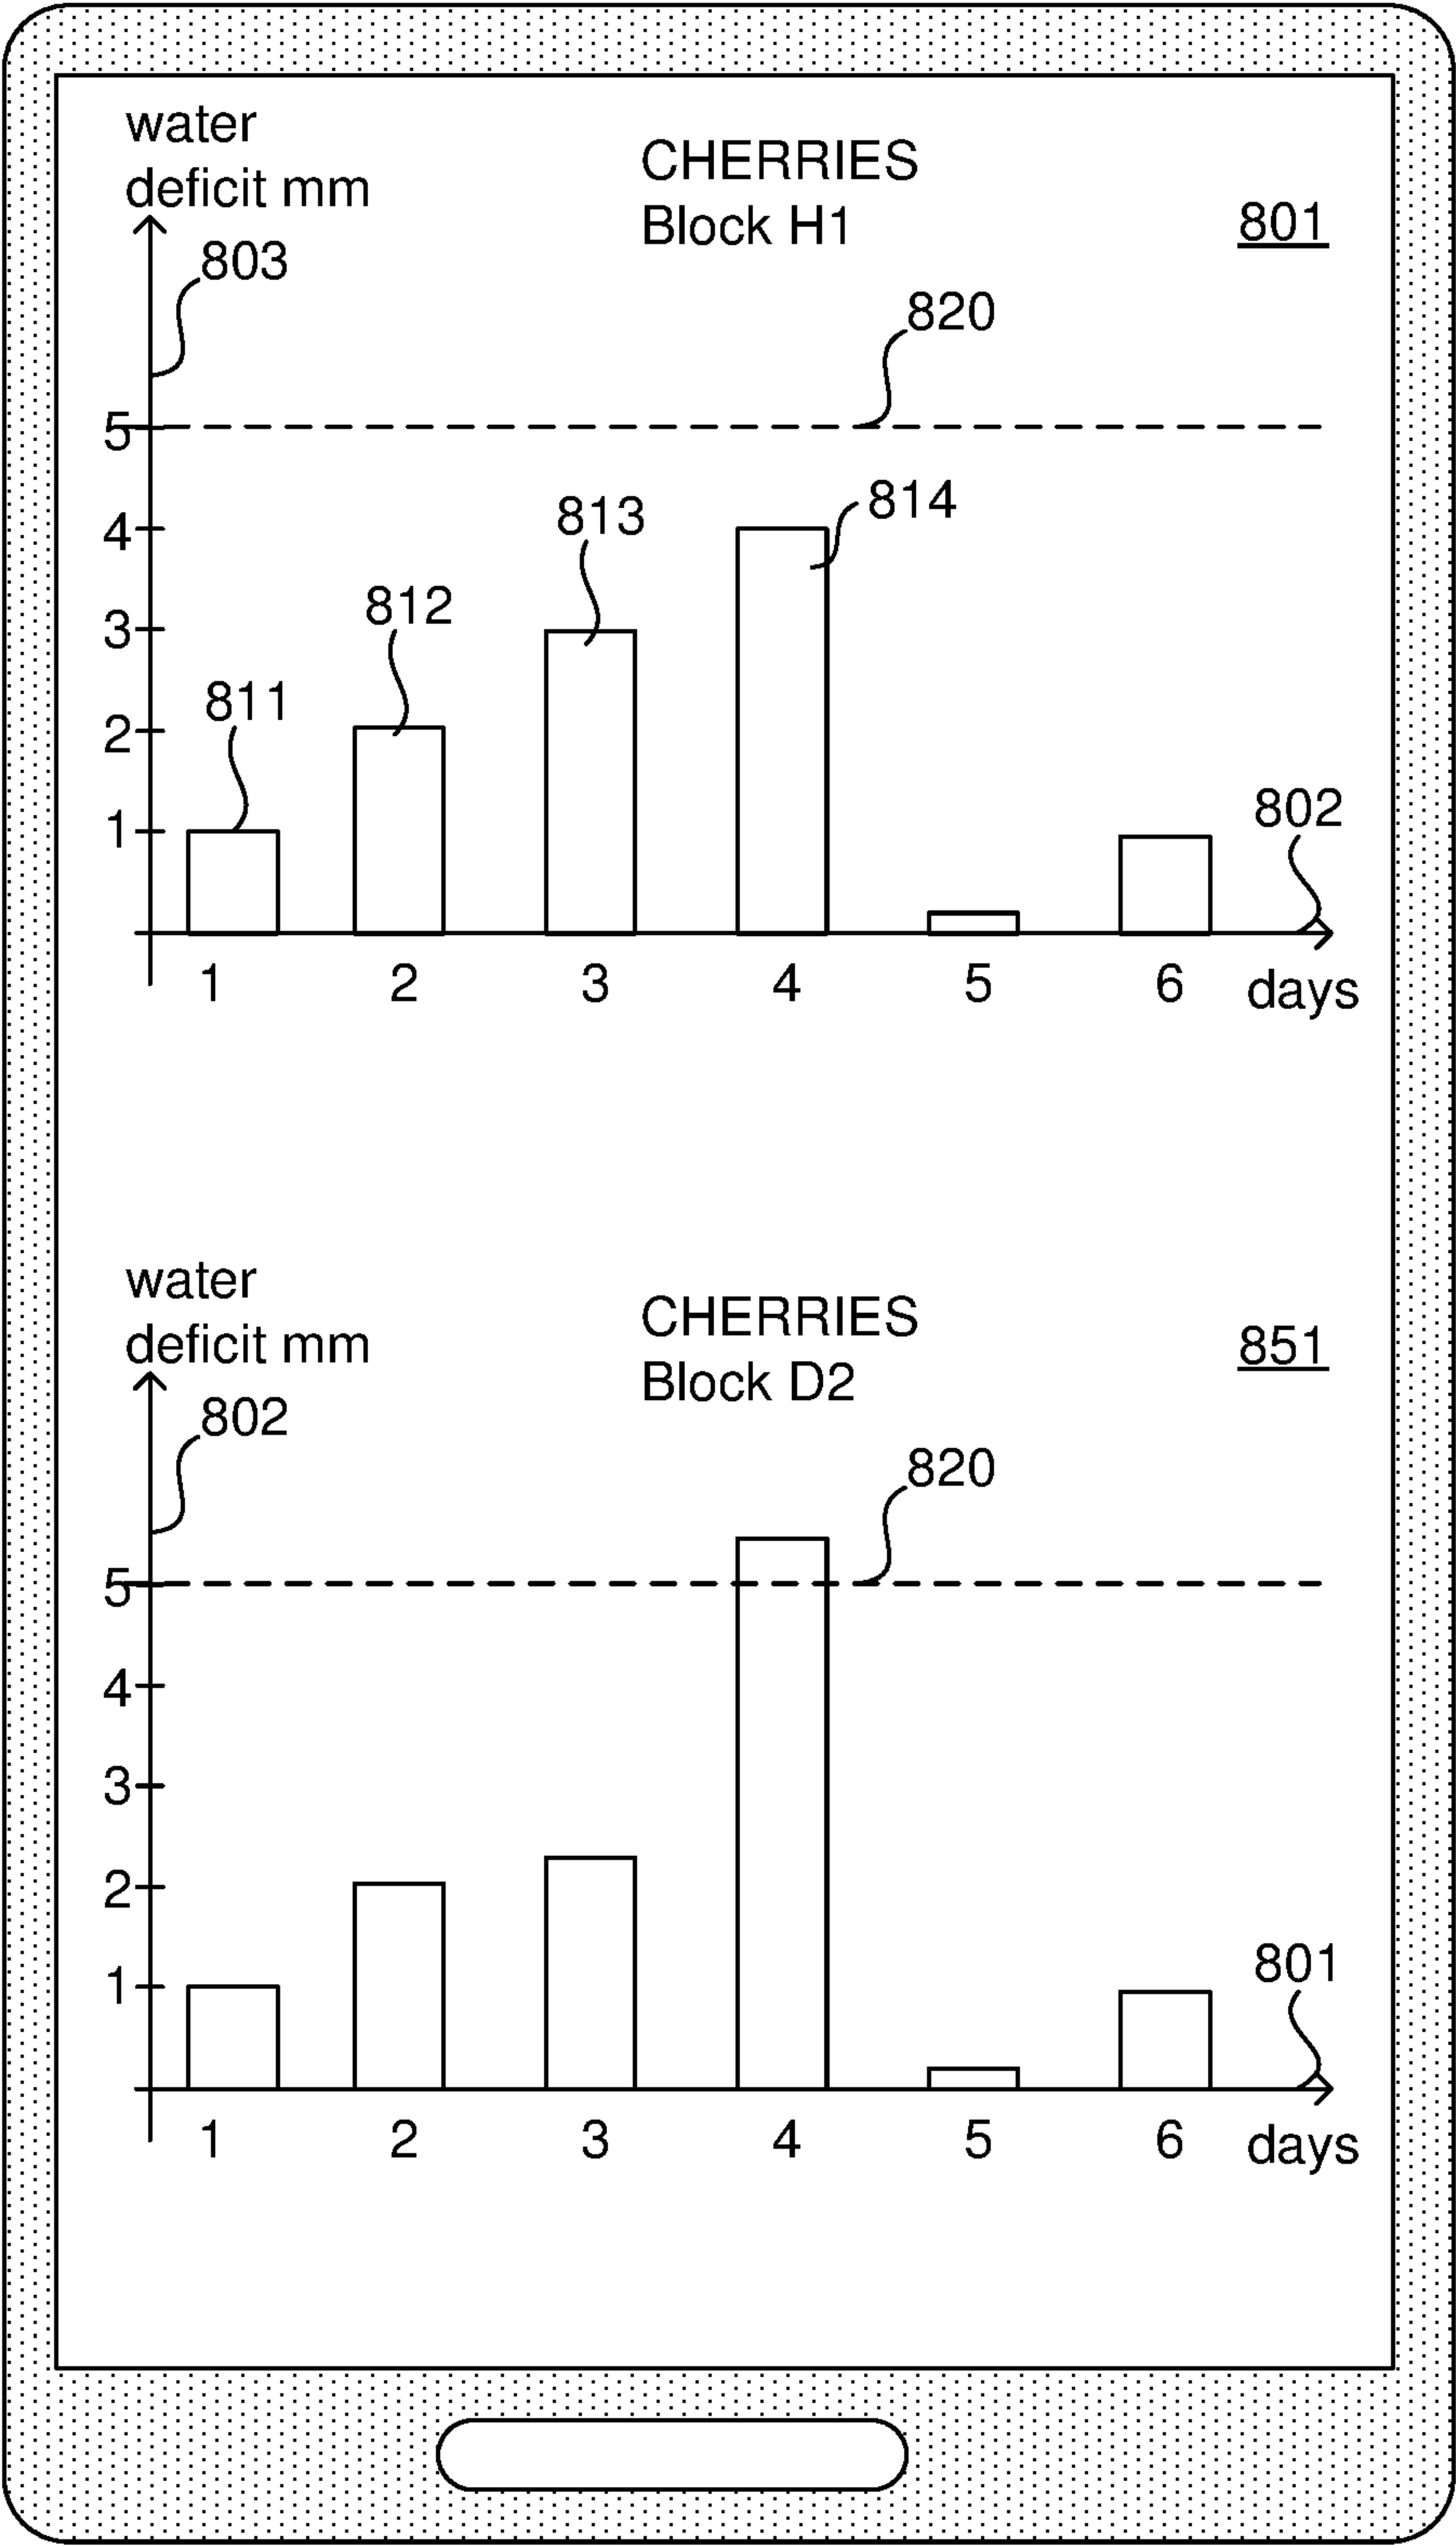 water
deficit mm
CHERRIES
Block H1
801
803
820
5
814
4
813
812
3
811
2
802
1
1 2 3 4 5 6 days
water
deficit mm
CHERRIES
Block D2
851
802
820
5
4
3
2
801
1
1 2 3 4 5 6 days